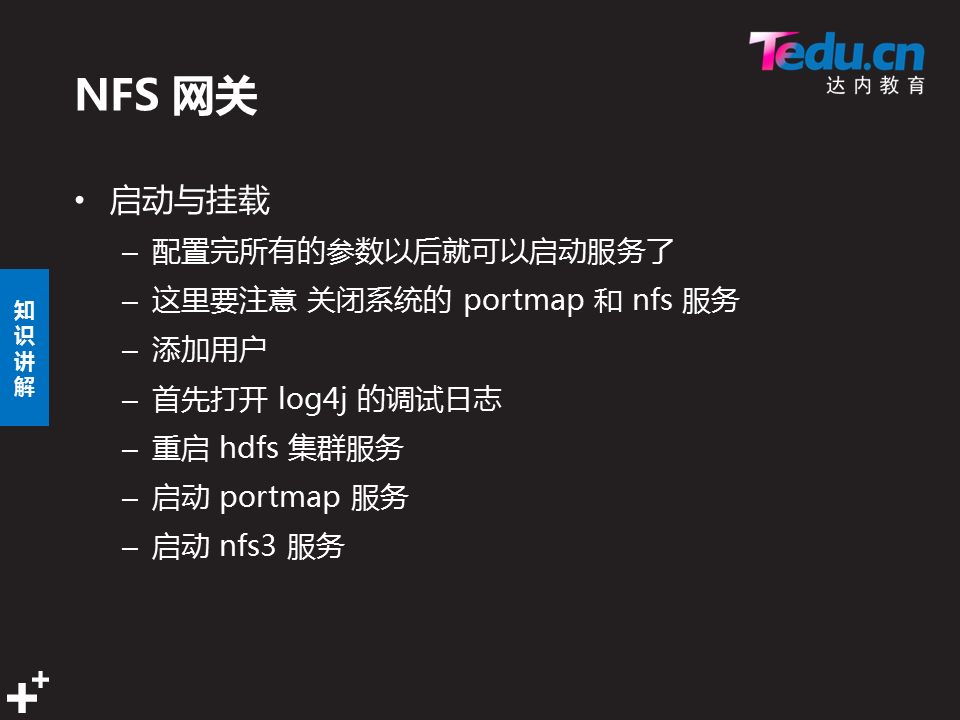 Tedu.cn
达内教育
NFS 网关
• 启动与挂载
– 配置完所有的参数以后就可以启动服务了
– 这里要注意 关闭系统的 portmap 和 nfs 服务
– 添加用户
– 首先打开 log4j 的调试日志
– 重启 hdfs 集群服务
– 启动 portmap 服务
– 启动 nfs3 服务
知识讲解